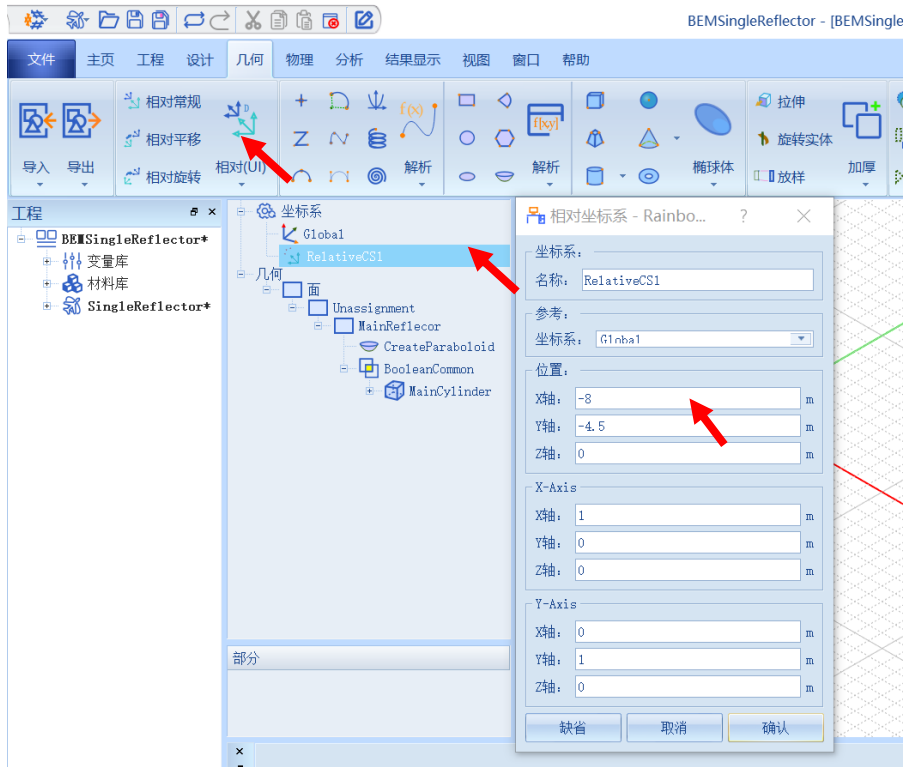 BEMSingleReflector - [BEMSingle
文件 主页 工程 设计 几何 物理 分析 结果显示 视图 窗口 帮助
相对常规
相对平移
相对旋转
导入 导出 相对(UI) 解析 解析 椭球体 加厚
f(x)
f(x,y)
拉伸
旋转实体
放样
工程
BEMSingleReflector*
变量库
材料库
SingleReflector*
坐标系
Global
RelativeCS1
几何
面
Unassignment
MainReflecor
CreateParaboloid
BooleanCommon
MainCylinder
部分
相对坐标系 - Rainbo... ?
坐标系:
名称: RelativeCS1
参考:
坐标系: Global
位置:
X轴: -8 m
Y轴: -4.5 m
Z轴: 0 m
X-Axis
X轴: 1 m
Y轴: 0 m
Z轴: 0 m
Y-Axis
X轴: 0 m
Y轴: 1 m
Z轴: 0 m
缺省 取消 确认